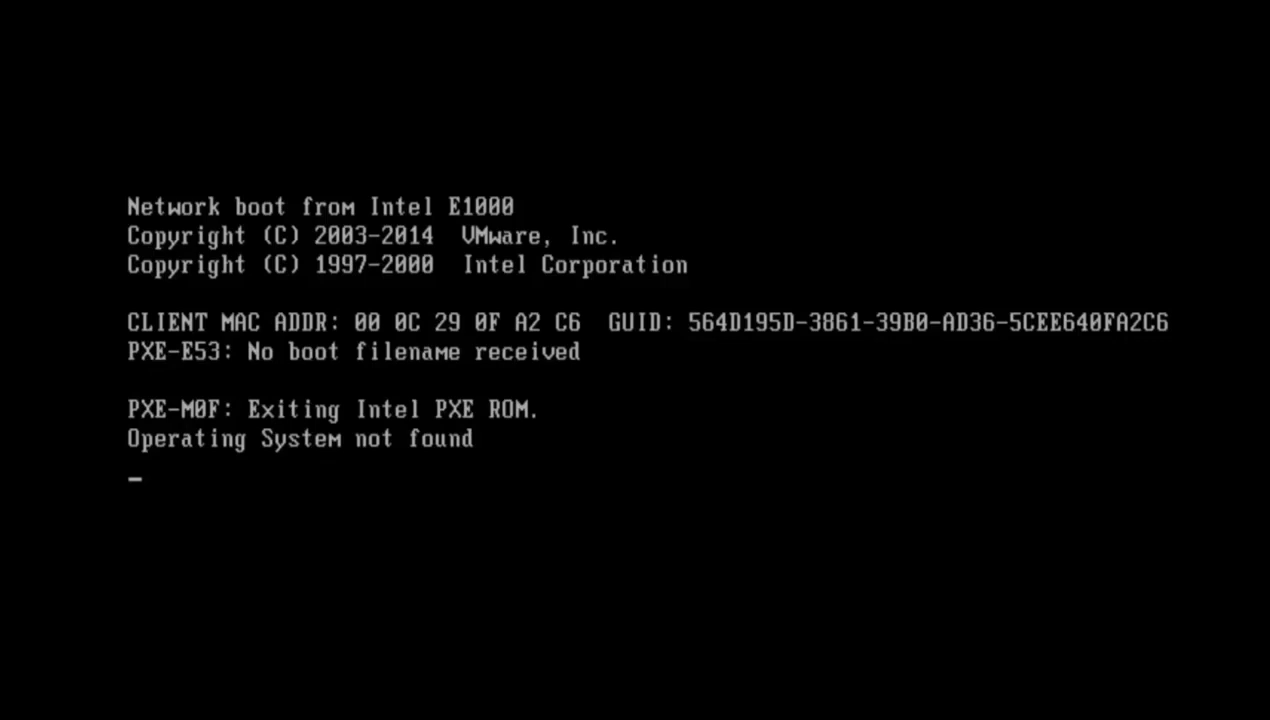 Network boot from Intel E1000
Copyright (C) 2003-2014  VMware, Inc.
Copyright (C) 1997-2000  Intel Corporation
CLIENT MAC ADDR: 00 0C 29 0F A2 C6  GUID: 564D195D-3861-39B0-AD36-5CEE640FA2C6
PXE-E53: No boot filename received
PXE-M0F: Exiting Intel PXE ROM.
Operating System not found